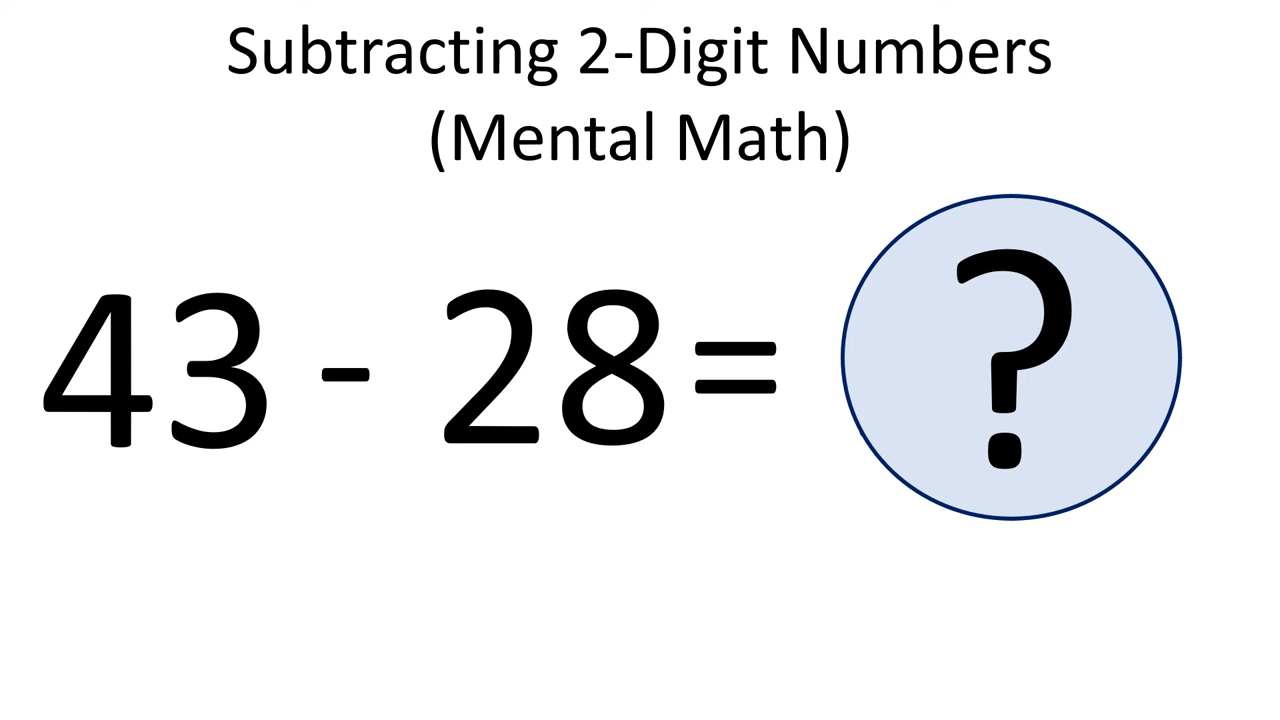 Subtracting 2-Digit Numbers
(Mental Math)
43 - 28 = ?